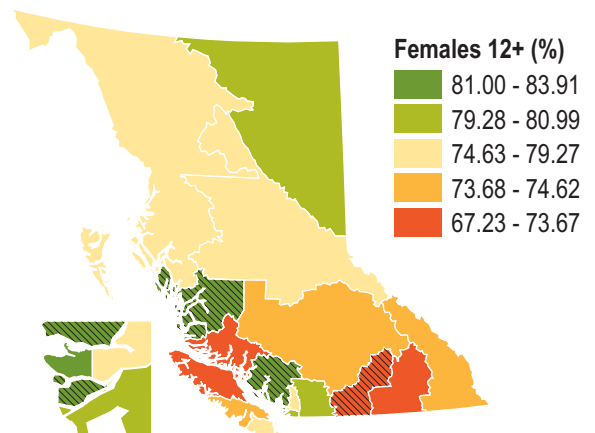 Females 12+ (%)
81.00 - 83.91
79.28 - 80.99
74.63 - 79.27
73.68 - 74.62
67.23 - 73.67